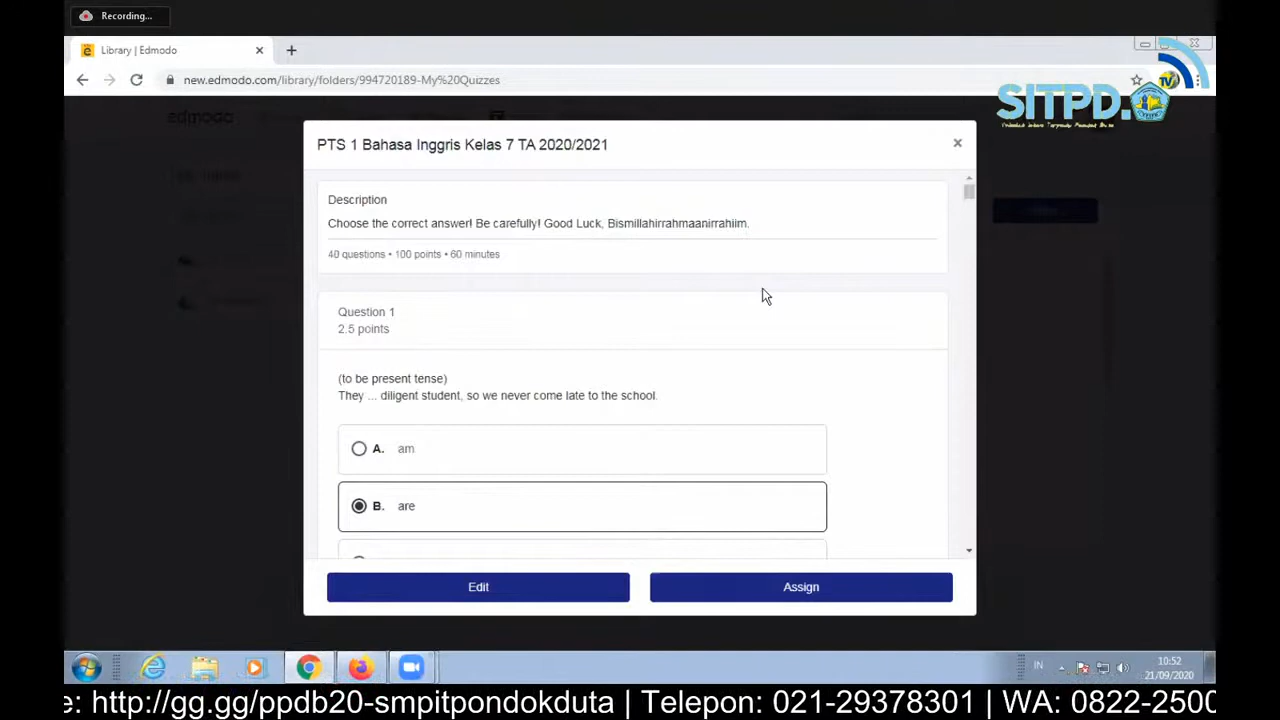 Recording...
Library | Edmodo
new.edmodo.com/library/folders/994720189-My%20Quizzes
SITPD.
edmodo
PTS 1 Bahasa Inggris Kelas 7 TA 2020/2021
Description
Choose the correct answer! Be carefully! Good Luck, Bismillahirrahmaanirrahiim.
40 questions • 100 points • 60 minutes
Question 1
2.5 points
(to be present tense)
They ... diligent student, so we never come late to the school.
A. am
B. are
Edit
Assign
IN
10:52
21/09/2020
e: http://gg.gg/ppdb20-smpitpondokduta | Telepon: 021-29378301 | WA: 0822-2500